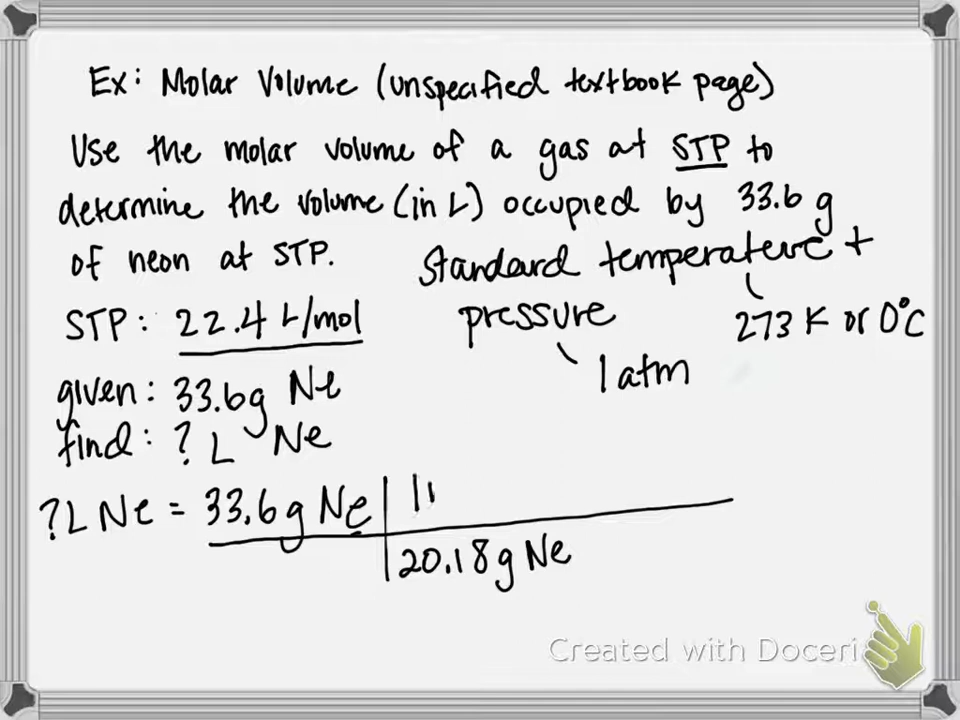 Ex: Molar Volume (unspecified textbook page)
Use the molar volume of a gas at STP to
determine the volume (in L) occupied by 33.6 g
of neon at STP.
Standard temperature +
pressure
273 K or 0°C
1 atm
STP: 22.4 L/mol
given: 33.6g Ne
find: ? L Ne
?L Ne = 33.6g Ne | 1
20.18g Ne
Created with Doceri